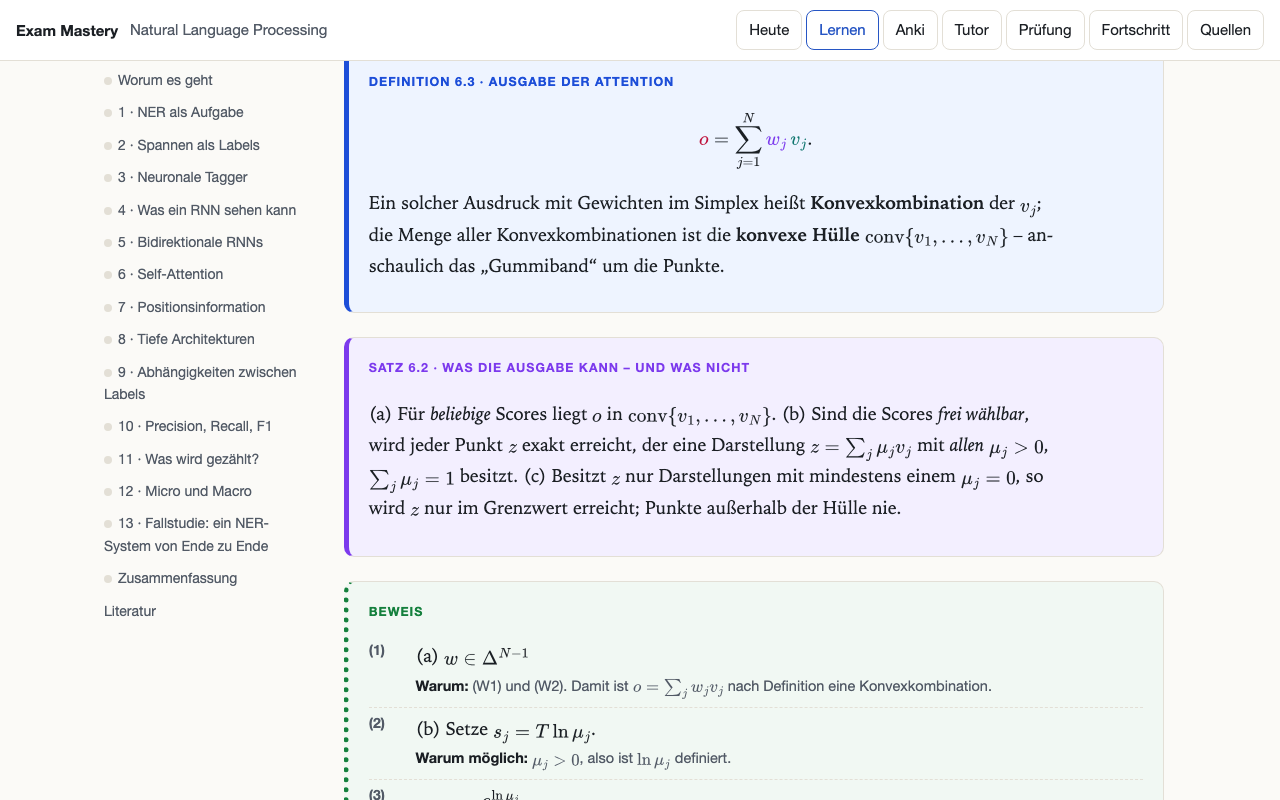 Exam Mastery Natural Language Processing Heute Lernen Anki Tutor Prüfung Fortschritt Quellen
Worum es geht
1 · NER als Aufgabe
2 · Spannen als Labels
3 · Neuronale Tagger
4 · Was ein RNN sehen kann
5 · Bidirektionale RNNs
6 · Self-Attention
7 · Positionsinformation
8 · Tiefe Architekturen
9 · Abhängigkeiten zwischen
Labels
10 · Precision, Recall, F1
11 · Was wird gezählt?
12 · Micro und Macro
13 · Fallstudie: ein NER-
System von Ende zu Ende
Zusammenfassung
Literatur
DEFINITION 6.3 · AUSGABE DER ATTENTION
o = ∑_{j=1}^{N} w_j v_j.
Ein solcher Ausdruck mit Gewichten im Simplex heißt Konvexkombination der v_j;
die Menge aller Konvexkombinationen ist die konvexe Hülle conv{v_1, . . . , v_N} – an-
schaulich das „Gummiband“ um die Punkte.
SATZ 6.2 · WAS DIE AUSGABE KANN – UND WAS NICHT
(a) Für beliebige Scores liegt o in conv{v_1, . . . , v_N}. (b) Sind die Scores frei wählbar,
wird jeder Punkt z exakt erreicht, der eine Darstellung z = ∑_j μ_j v_j mit allen μ_j > 0,
∑_j μ_j = 1 besitzt. (c) Besitzt z nur Darstellungen mit mindestens einem μ_j = 0, so
wird z nur im Grenzwert erreicht; Punkte außerhalb der Hülle nie.
BEWEIS
(1) (a) w ∈ Δ^{N−1}
Warum: (W1) und (W2). Damit ist o = ∑_j w_j v_j nach Definition eine Konvexkombination.
(2) (b) Setze s_j = T ln μ_j.
Warum möglich: μ_j > 0, also ist ln μ_j definiert.
(3)